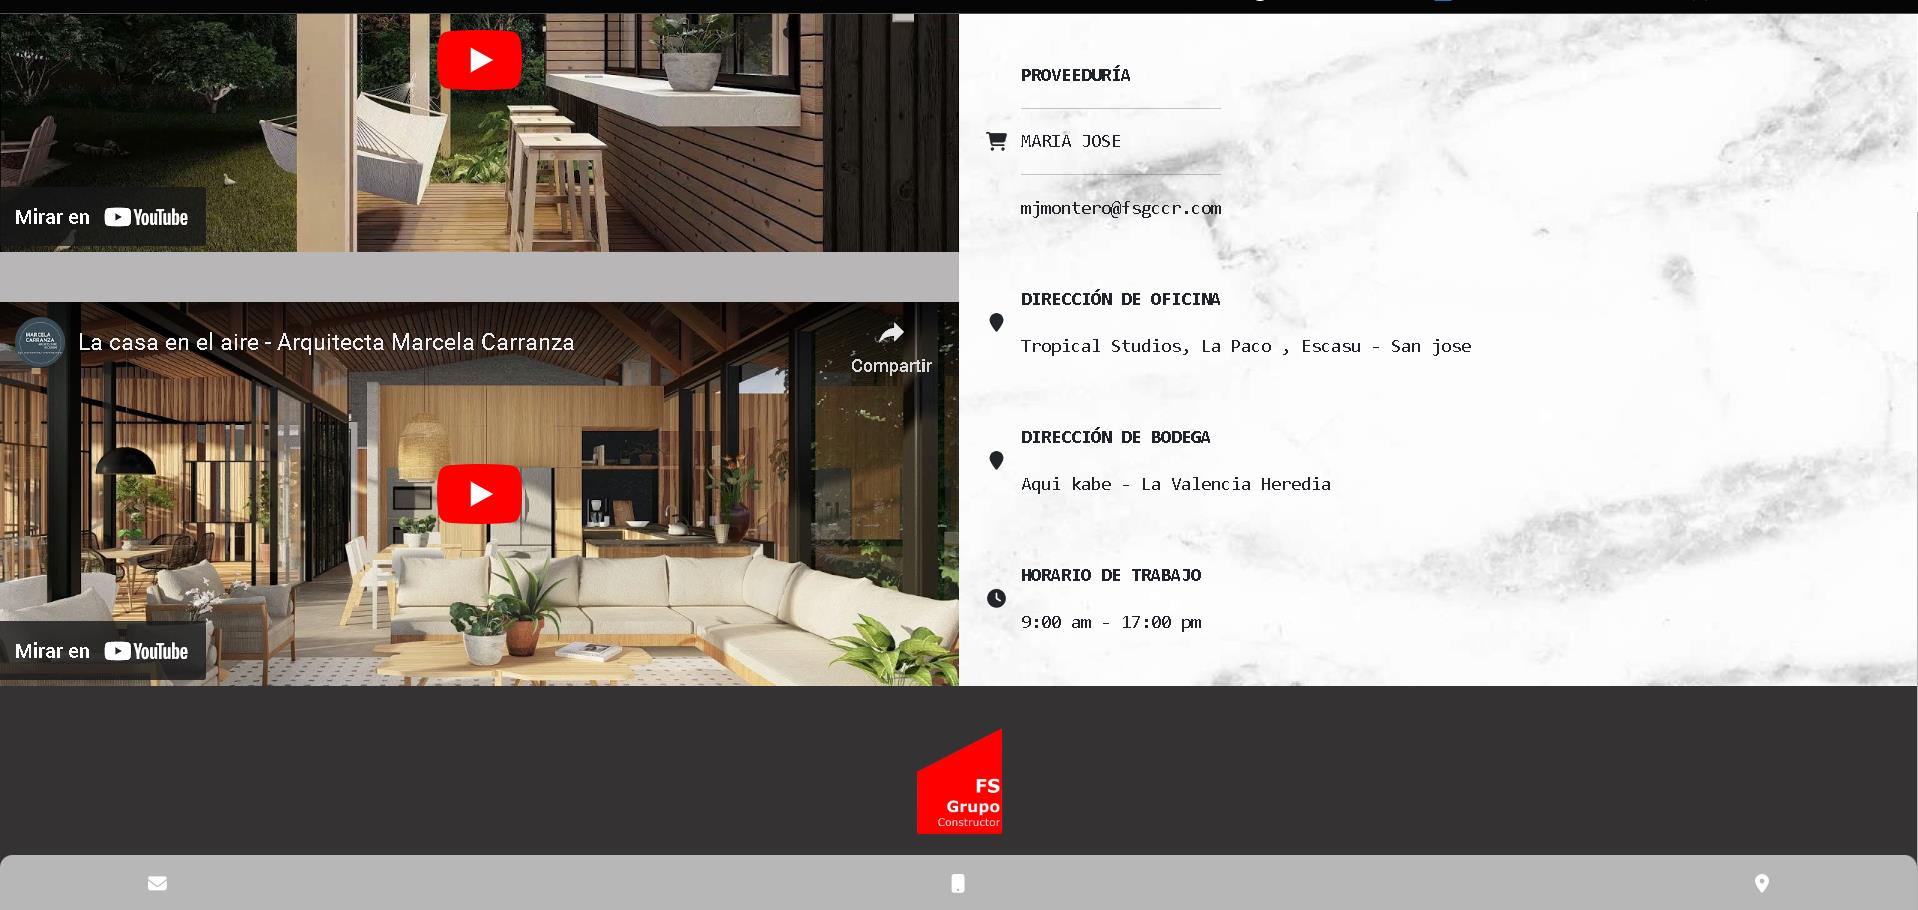 Mirar en YouTube
La casa en el aire - Arquitecta Marcela Carranza
MARCELA
CARRANZA
Compartir
Mirar en YouTube
PROVEEDURÍA
MARIA JOSE
mjmontero@fsgccr.com
DIRECCIÓN DE OFICINA
Tropical Studios, La Paco , Escasu - San jose
DIRECCIÓN DE BODEGA
Aqui kabe - La Valencia Heredia
HORARIO DE TRABAJO
9:00 am - 17:00 pm
FS
Grupo
Constructor